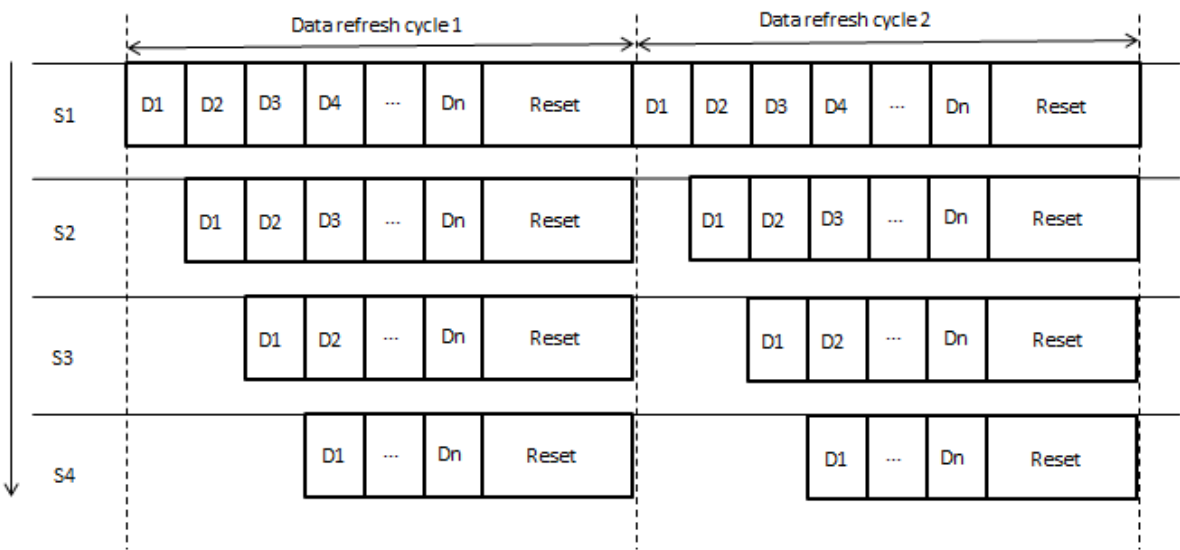 Data refresh cycle 1 Data refresh cycle 2
S1 D1 D2 D3 D4 ... Dn Reset D1 D2 D3 D4 ... Dn Reset
S2 D1 D2 D3 ... Dn Reset D1 D2 D3 ... Dn Reset
S3 D1 D2 ... Dn Reset D1 D2 ... Dn Reset
S4 D1 ... Dn Reset D1 ... Dn Reset